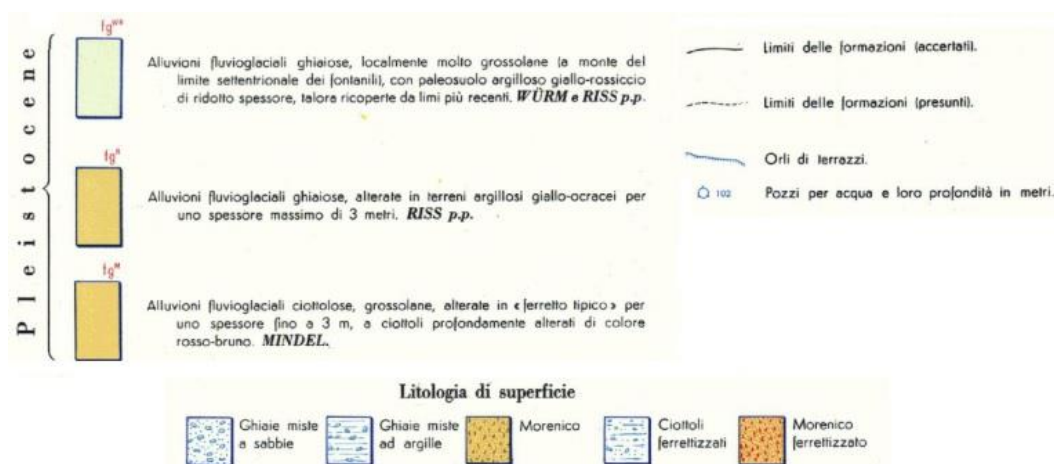 Pleistocene
fgWR
Alluvioni fluvioglaciali ghiaiose, localmente molto grossolane (a monte del
limite settentrionale dei fontanili), con paleosuolo argilloso giallo-rossiccio
di ridotto spessore, talora ricoperte da limi più recenti. WÜRM e RISS p.p.
fgR
Alluvioni fluvioglaciali ghiaiose, alterate in terreni argillosi giallo-ocracei per
uno spessore massimo di 3 metri. RISS p.p.
fgM
Alluvioni fluvioglaciali ciottolose, grossolane, alterate in « ferretto tipico » per
uno spessore fino a 3 m, a ciottoli profondamente alterati di colore
rosso-bruno. MINDEL.
Limiti delle formazioni (accertati).
Limiti delle formazioni (presunti).
Orli di terrazzi.
102 Pozzi per acqua e loro profondità in metri.
Litologia di superficie
Ghiaie miste
a sabbie
Ghiaie miste
ad argille
Morenico
Ciottoli
ferrettizzati
Morenico
ferrettizzato